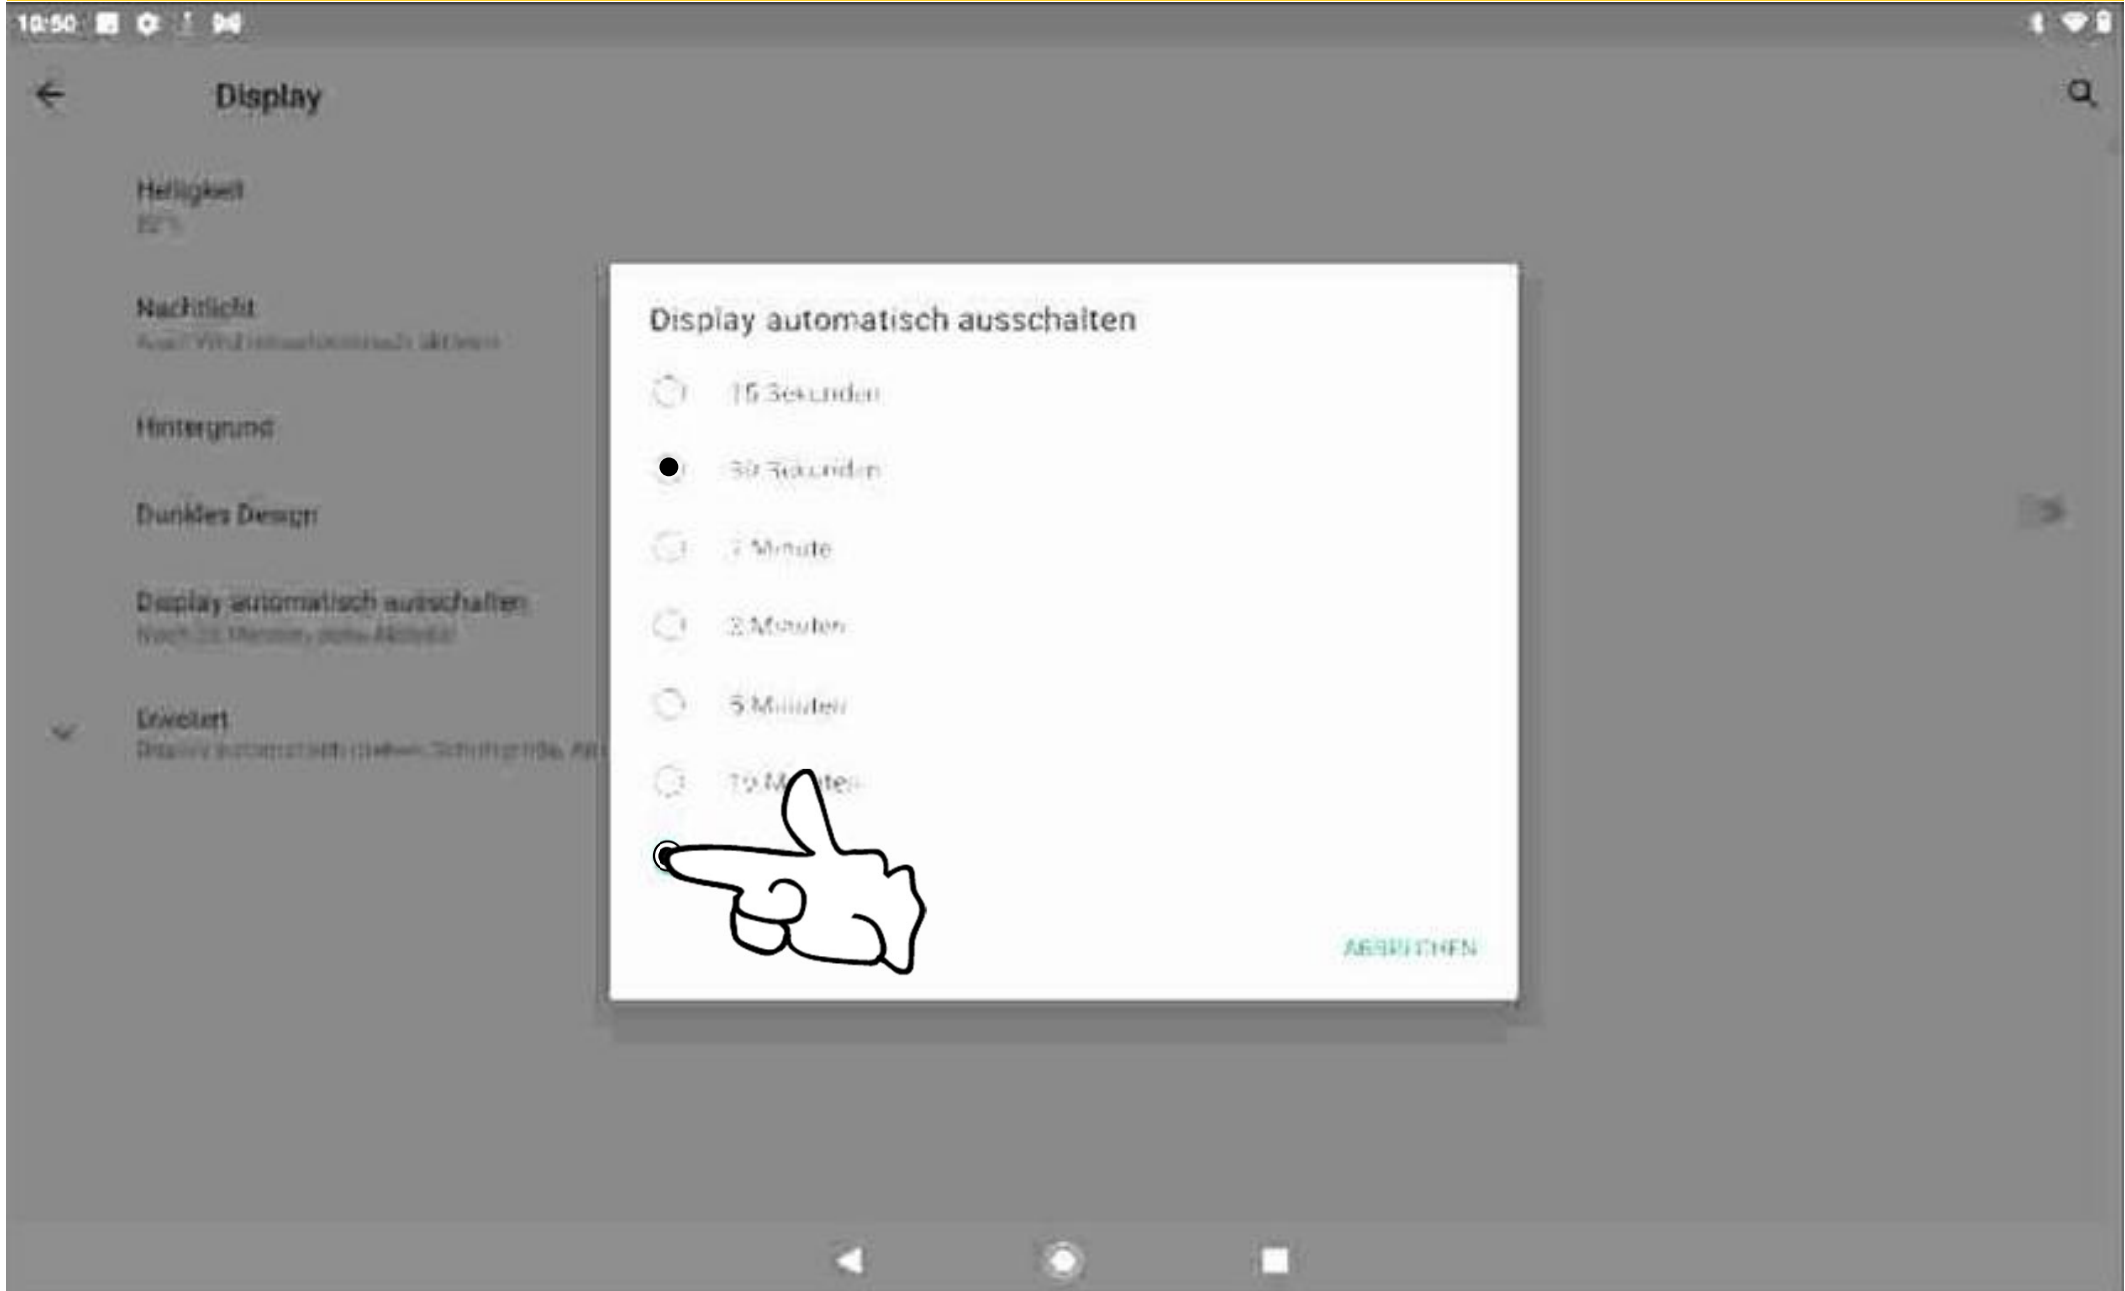 10:50
Display
Helligkeit
Nachtlicht
Hintergrund
Dunkles Design
Display automatisch ausschalten
Erweitert
Display automatisch ausschalten
15 Sekunden
30 Sekunden
Minute
2 Minuten
5 Minuten
10
ABBRECHEN